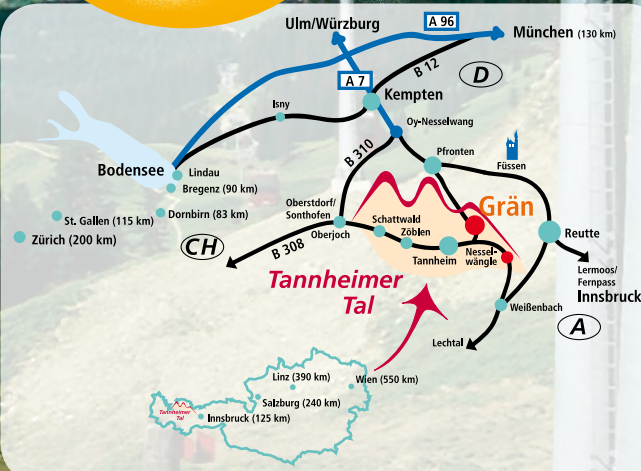 Ulm/Würzburg
A 96
München (130 km)
A 7
B 12
D
Kempten
Isny
Oy-Nesselwang
B 310
Pfronten
Füssen
Bodensee
Lindau
Bregenz (90 km)
Dornbirn (83 km)
St. Gallen (115 km)
Zürich (200 km)
CH
B 308
Oberstdorf/
Sonthofen
Oberjoch
Schattwald
Zöblen
Tannheim
Grän
Nessel-
wängle
Reutte
Lermoos/
Fernpass
Innsbruck
Weißenbach
A
Lechtal
Tannheimer
Tal
Linz (390 km)
Wien (550 km)
Salzburg (240 km)
Tannheimer
Tal
Innsbruck (125 km)